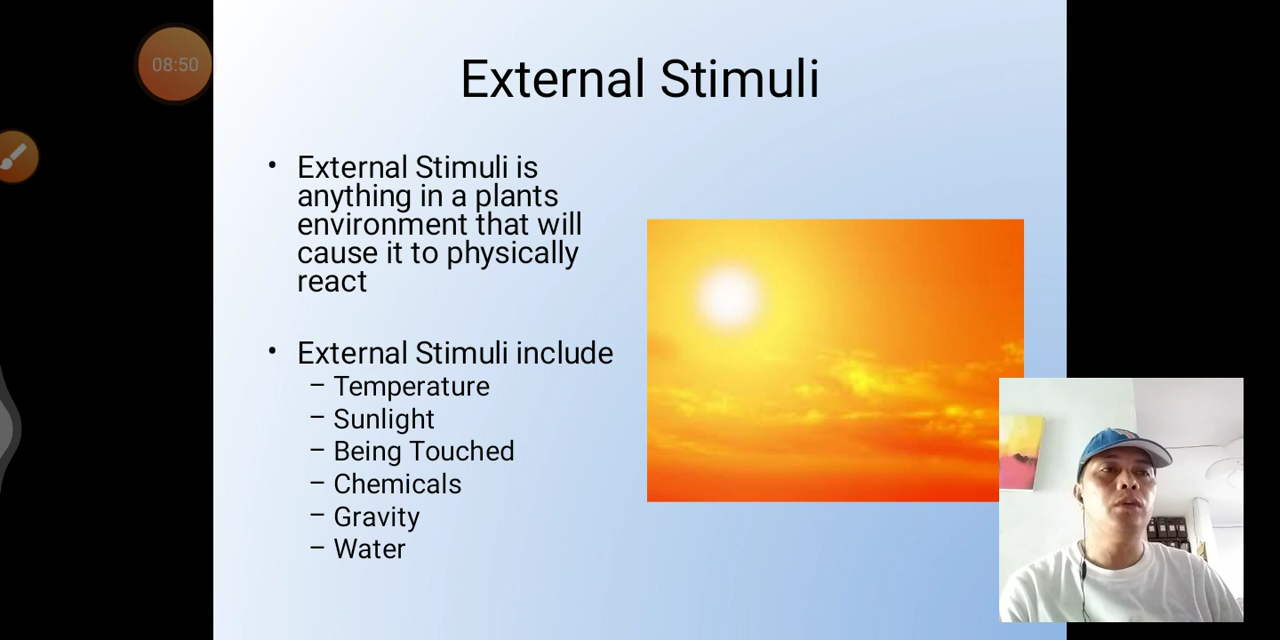 08:50
External Stimuli
• External Stimuli is
anything in a plants
environment that will
cause it to physically
react
• External Stimuli include
– Temperature
– Sunlight
– Being Touched
– Chemicals
– Gravity
– Water